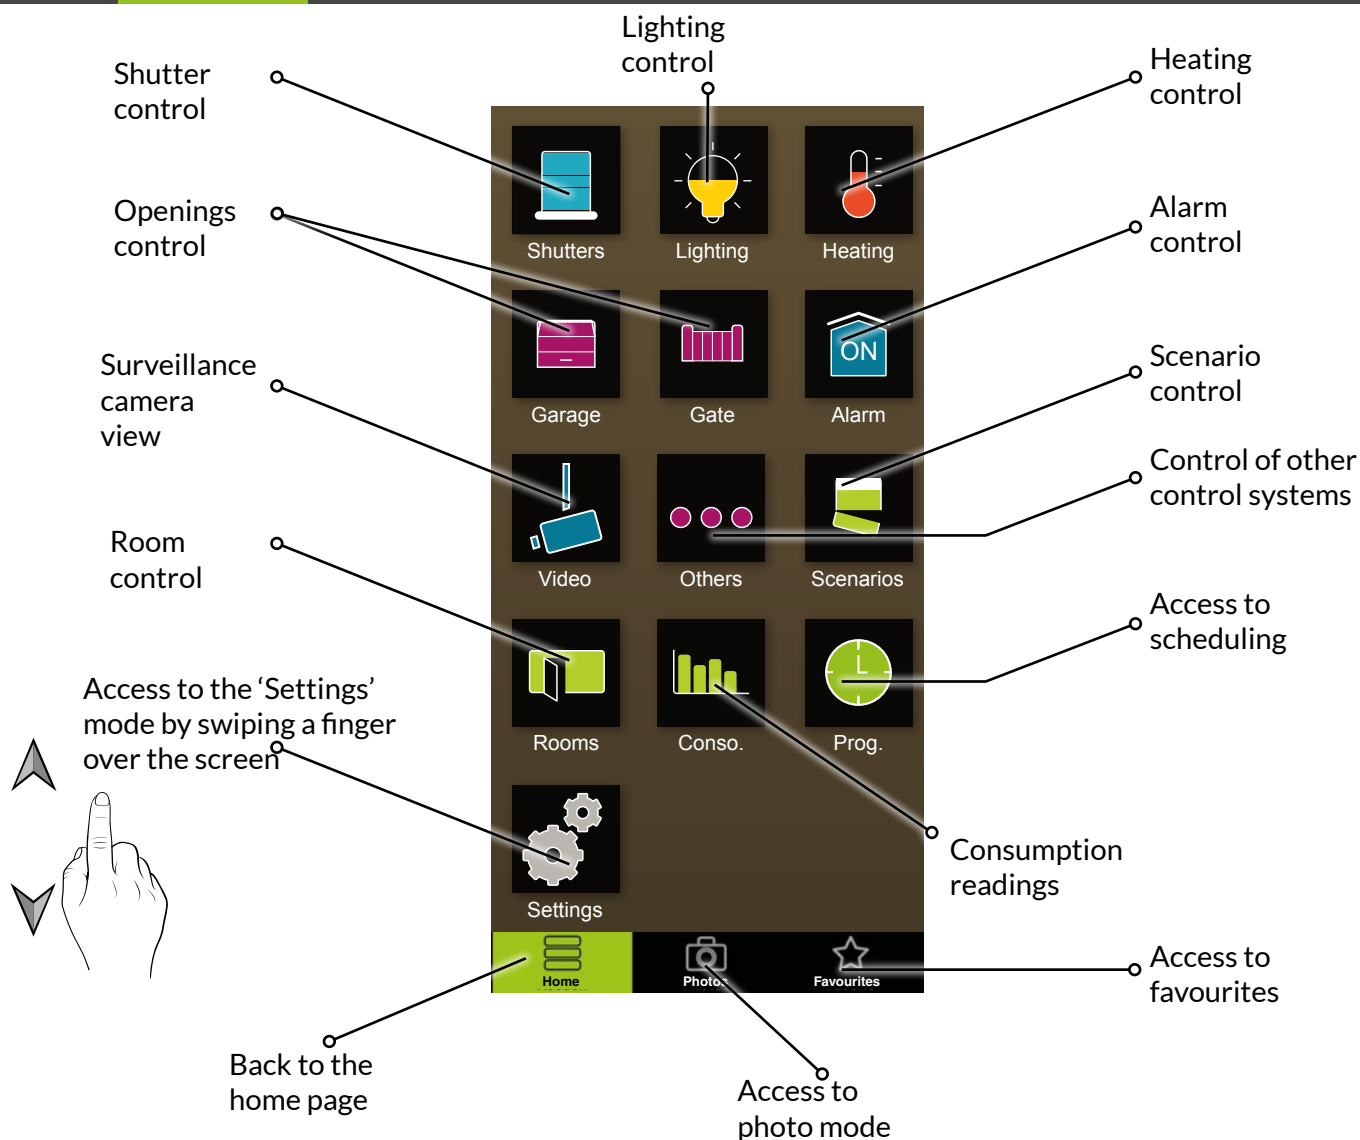 Lighting
control
Shutter
control
Heating
control
Openings
control
Alarm
control
Shutters
Lighting
Heating
ON
Surveillance
camera
view
Scenario
control
Garage
Gate
Alarm
Control of other
control systems
Room
control
Video
Others
Scenarios
Access to
scheduling
Access to the ‘Settings’
mode by swiping a finger
over the screen
Rooms
Conso.
Prog.
Consumption
readings
Settings
Home
Photos
Favourites
Access to
favourites
Back to the
home page
Access to
photo mode